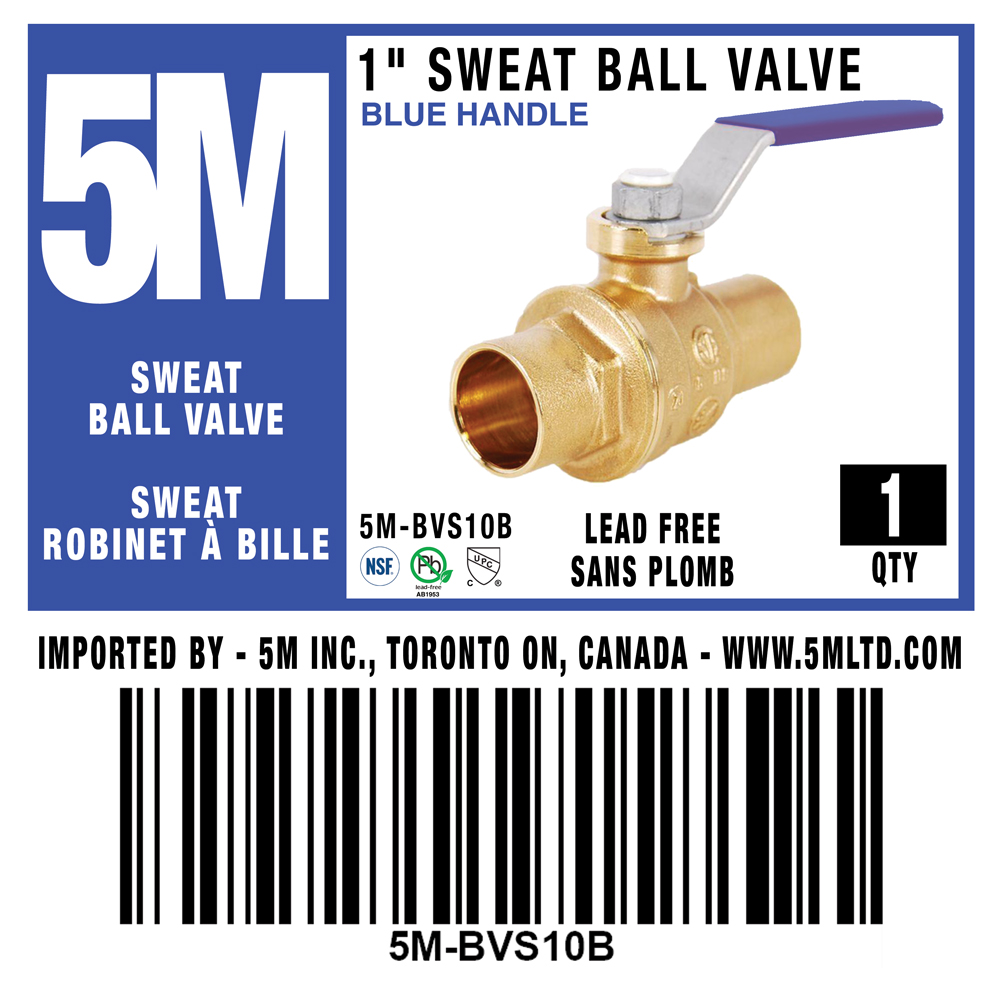 5M
SWEAT
BALL VALVE
SWEAT
ROBINET À BILLE
1" SWEAT BALL VALVE
BLUE HANDLE
5M-BVS10B
NSF
Pb
lead-free
AB1953
UPC
C ®
LEAD FREE
SANS PLOMB
1
QTY
IMPORTED BY - 5M INC., TORONTO ON, CANADA - WWW.5MLTD.COM
5M-BVS10B